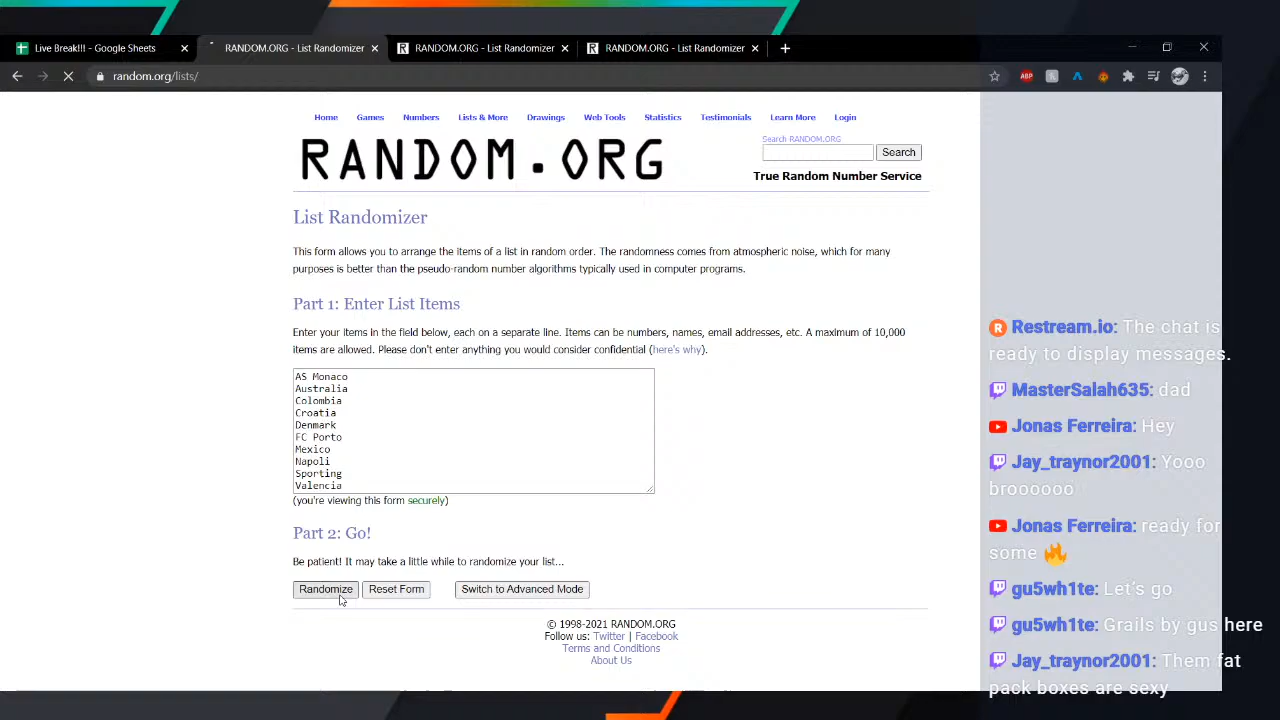 Live Break!!! - Google Sheets
RANDOM.ORG - List Randomizer
RANDOM.ORG - List Randomizer
RANDOM.ORG - List Randomizer
random.org/lists/
ABP
Home Games Numbers Lists & More Drawings Web Tools Statistics Testimonials Learn More Login
RANDOM.ORG
Search RANDOM.ORG
Search
True Random Number Service
List Randomizer
This form allows you to arrange the items of a list in random order. The randomness comes from atmospheric noise, which for many
purposes is better than the pseudo-random number algorithms typically used in computer programs.
Part 1: Enter List Items
Enter your items in the field below, each on a separate line. Items can be numbers, names, email addresses, etc. A maximum of 10,000
items are allowed. Please don't enter anything you would consider confidential (here's why).
AS Monaco
Australia
Colombia
Croatia
Denmark
FC Porto
Mexico
Napoli
Sporting
Valencia
(you're viewing this form securely)
Part 2: Go!
Be patient! It may take a little while to randomize your list...
Randomize Reset Form Switch to Advanced Mode
© 1998-2021 RANDOM.ORG
Follow us: Twitter | Facebook
Terms and Conditions
About Us
Restream.io: The chat is
ready to display messages.
MasterSalah635: dad
Jonas Ferreira: Hey
Jay_traynor2001: Yooo
broooooo
Jonas Ferreira: ready for
some 🔥
gu5wh1te: Let's go
gu5wh1te: Grails by gus here
Jay_traynor2001: Them fat
pack boxes are sexy